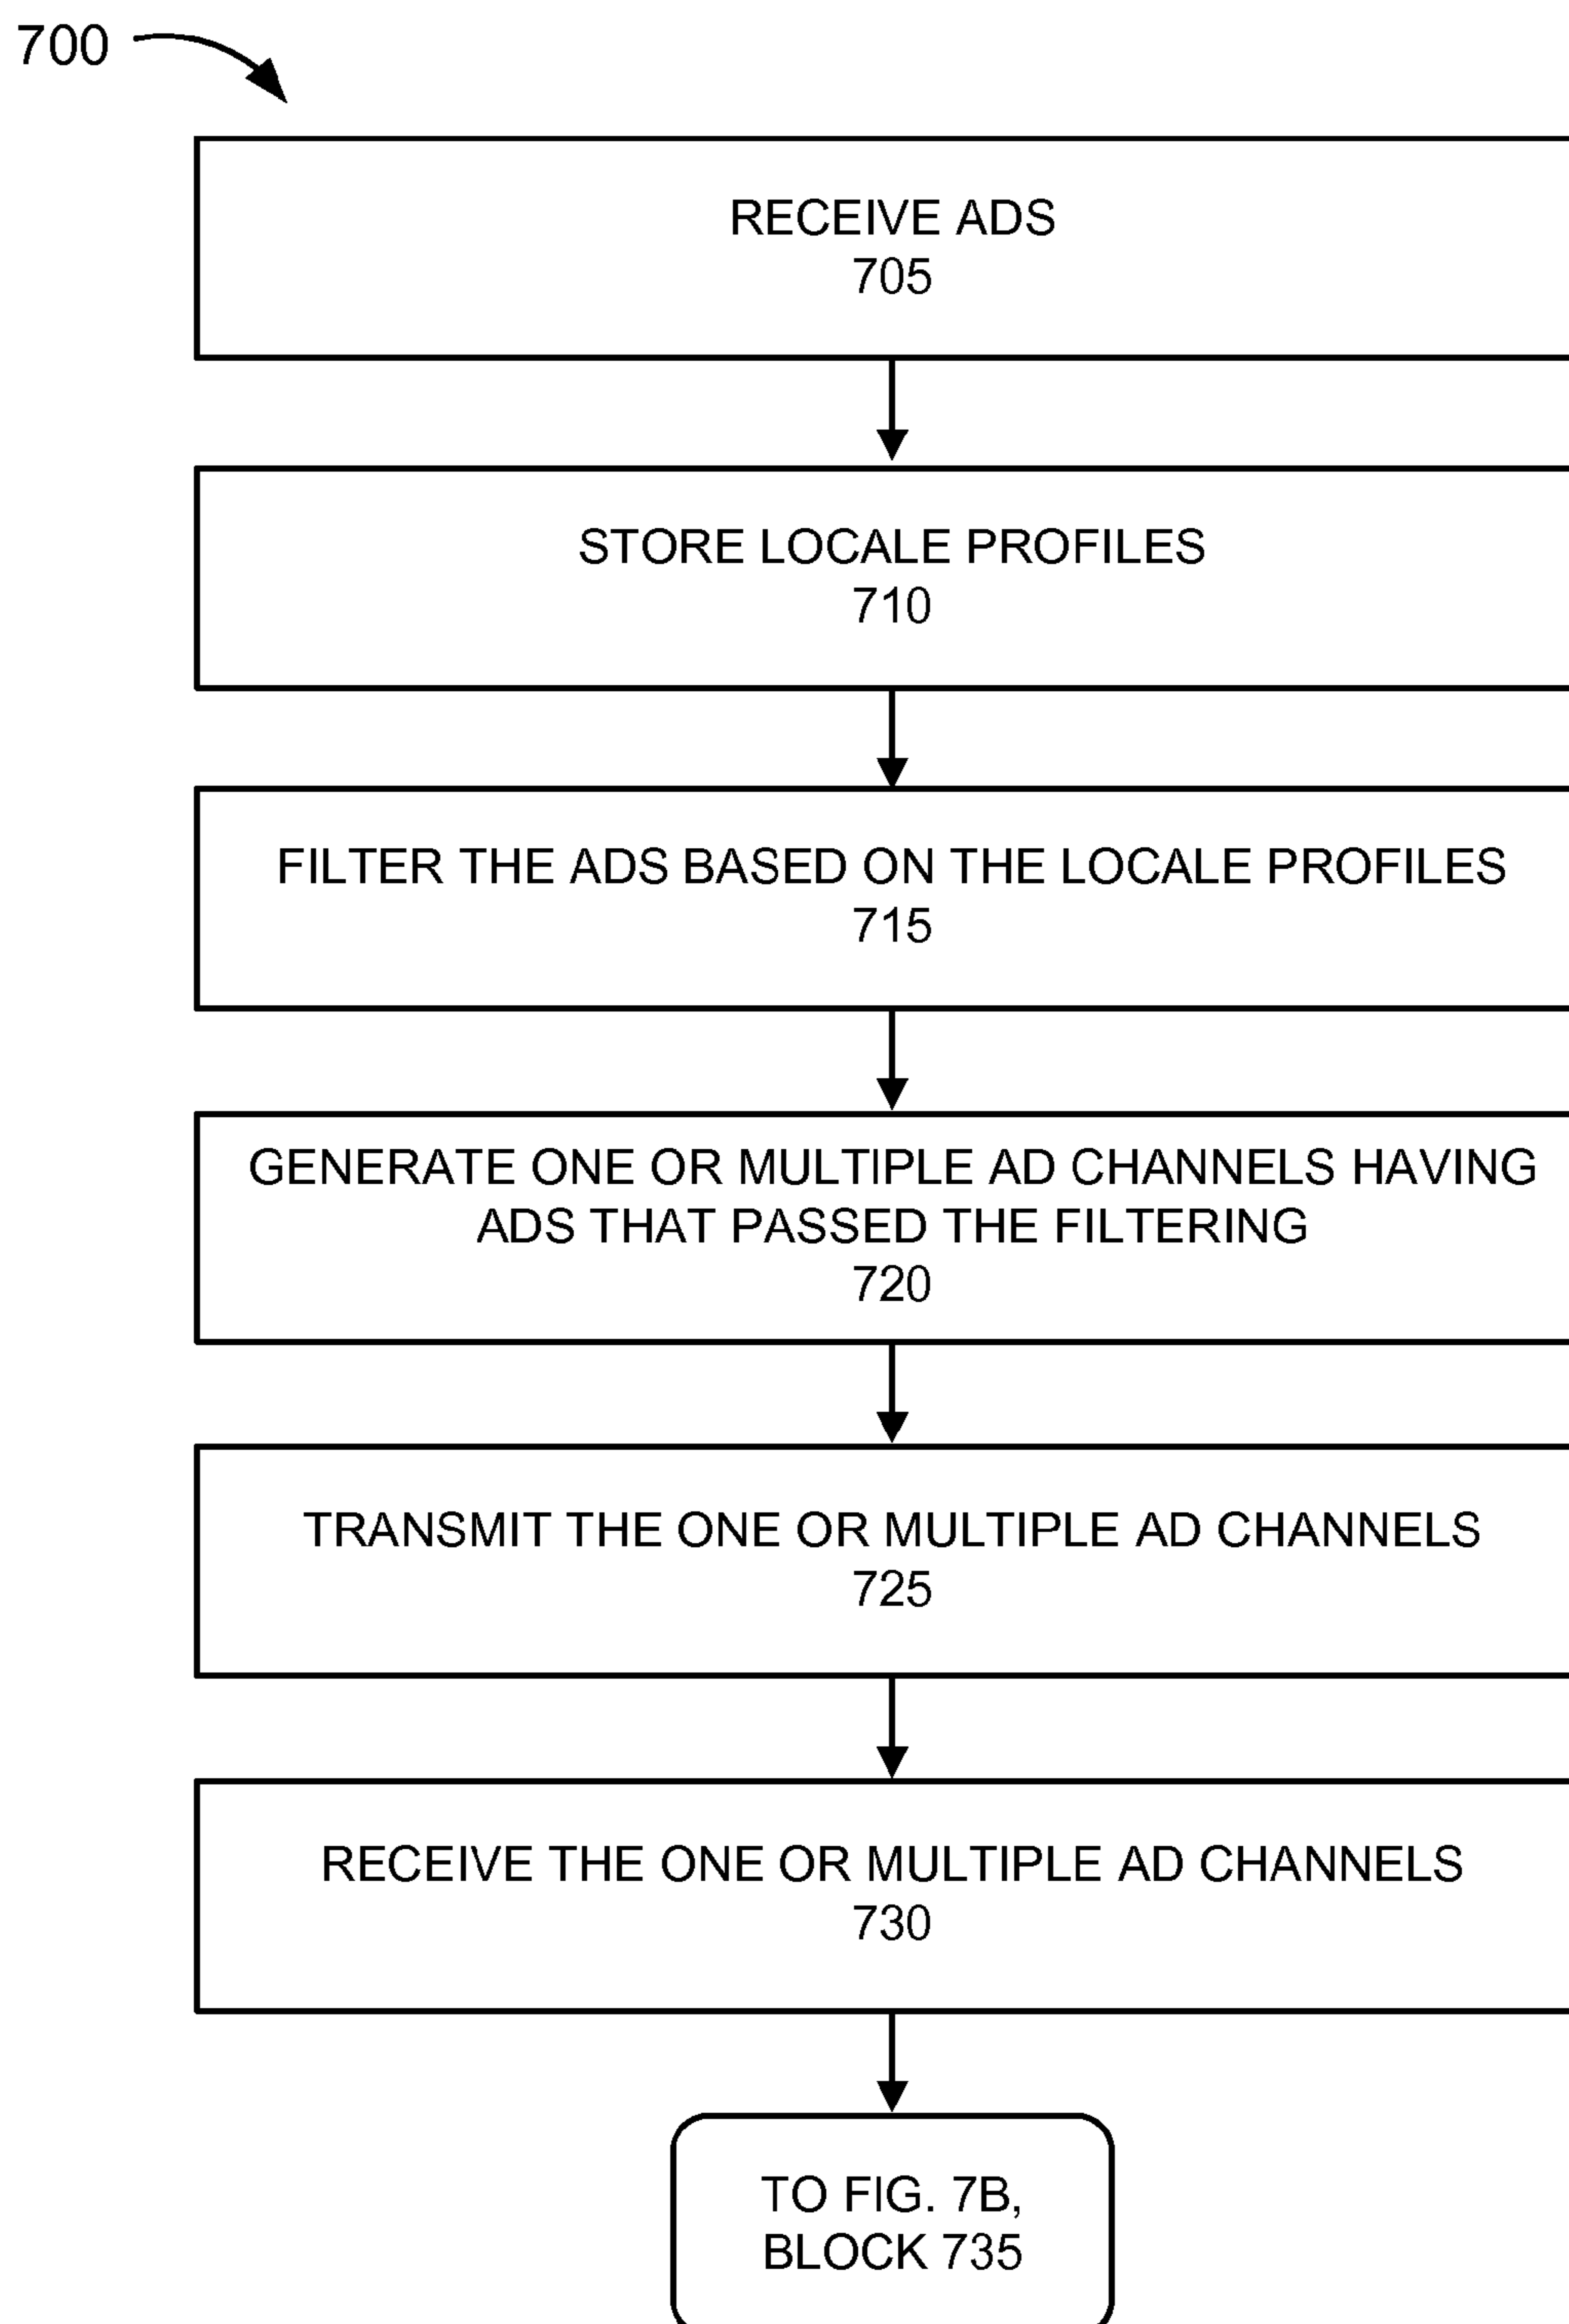 700
RECEIVE ADS
705
STORE LOCALE PROFILES
710
FILTER THE ADS BASED ON THE LOCALE PROFILES
715
GENERATE ONE OR MULTIPLE AD CHANNELS HAVING
ADS THAT PASSED THE FILTERING
720
TRANSMIT THE ONE OR MULTIPLE AD CHANNELS
725
RECEIVE THE ONE OR MULTIPLE AD CHANNELS
730
TO FIG. 7B,
BLOCK 735